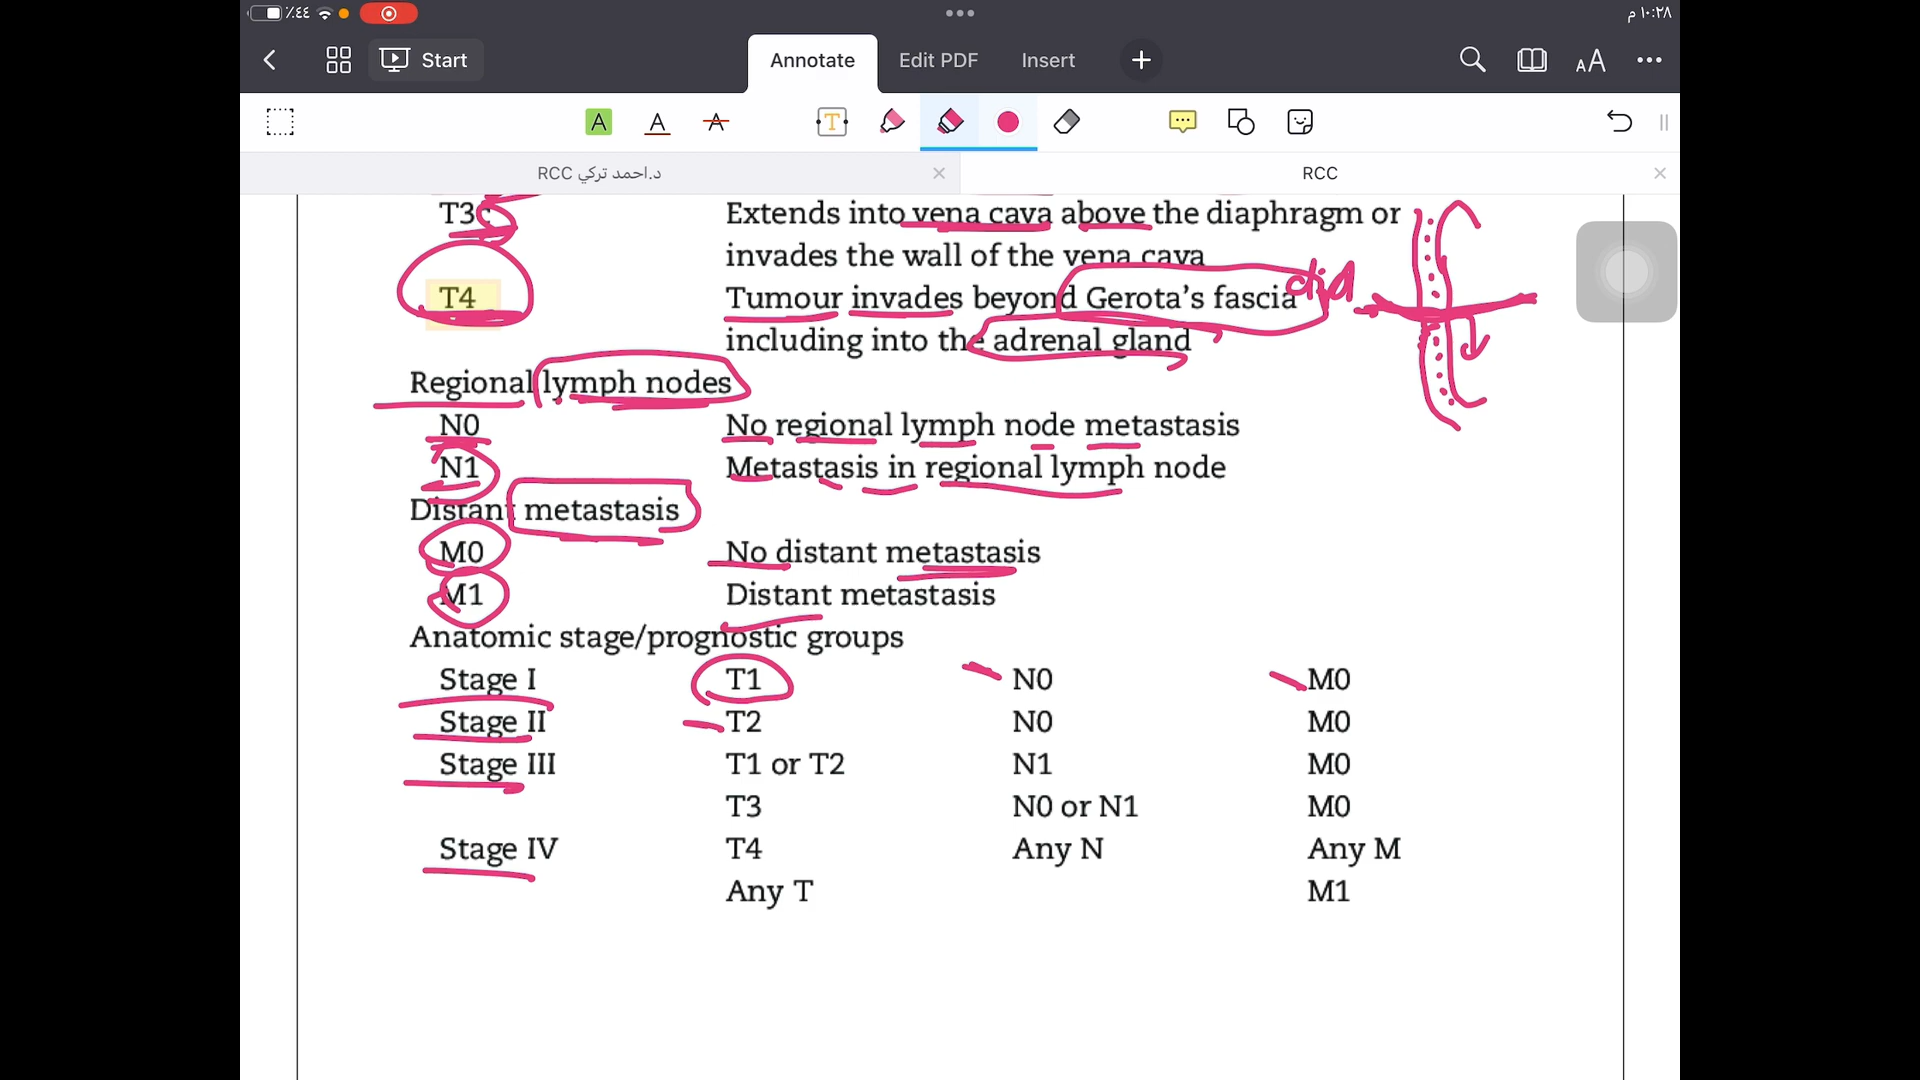 ٪٤٤
١٠:٢٨ م
Start
Annotate
Edit PDF
Insert
RCC د.احمد تركي
RCC
T3c Extends into vena cava above the diaphragm or
invades the wall of the vena cava
T4 Tumour invades beyond Gerota's fascia
including into the adrenal gland
Regional lymph nodes
N0 No regional lymph node metastasis
N1 Metastasis in regional lymph node
Distant metastasis
M0 No distant metastasis
M1 Distant metastasis
Anatomic stage/prognostic groups
Stage I T1 N0 M0
Stage II T2 N0 M0
Stage III T1 or T2 N1 M0
T3 N0 or N1 M0
Stage IV T4 Any N Any M
Any T M1